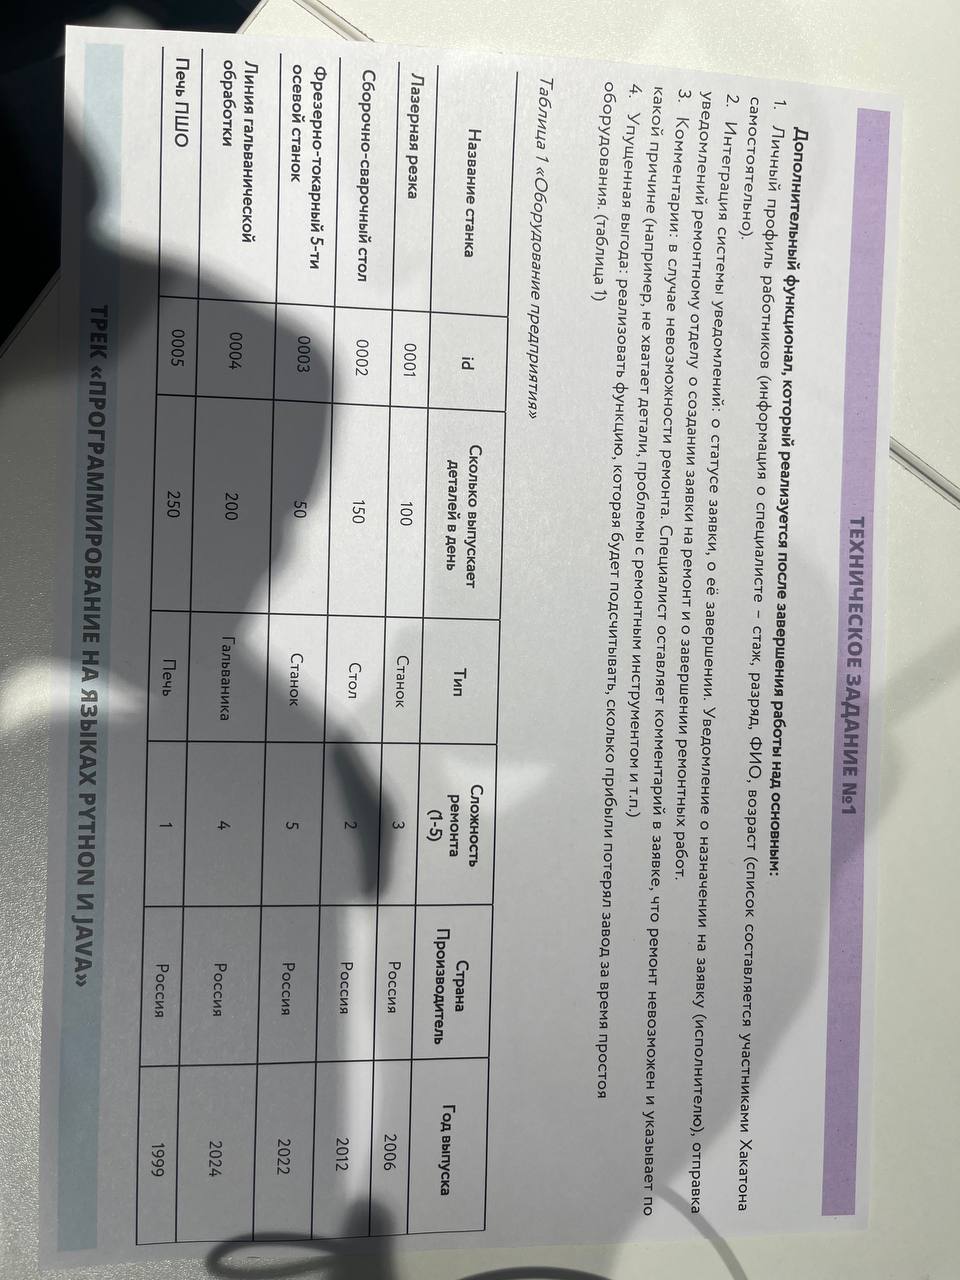 ТЕХНИЧЕСКОЕ ЗАДАНИЕ №1
Дополнительный функционал, который реализуется после завершения работы над основным:
1. Личный профиль работников (информация о специалисте – стаж, разряд, ФИО, возраст (список составляется участниками Хакатона
самостоятельно).
2. Интеграция системы уведомлений: о статусе заявки, о её завершении. Уведомление о назначении на заявку (исполнителю), отправка
уведомлений ремонтному отделу о создании заявки на ремонт и о завершении ремонтных работ.
3. Комментарии: в случае невозможности ремонта. Специалист оставляет комментарий в заявке, что ремонт невозможен и указывает по
какой причине (например, не хватает детали, проблемы с ремонтным инструментом и т.п.)
4. Упущенная выгода: реализовать функцию, которая будет подсчитывать, сколько прибыли потерял завод за время простоя
оборудования. (таблица 1)
Таблица 1 «Оборудование предприятия»
Название станка id Сколько выпускает деталей в день Тип Сложность ремонта (1-5) Страна Производитель Год выпуска
Лазерная резка 0001 100 Станок 3 Россия 2006
Сборочно-сварочный стол 0002 150 Стол 2 Россия 2012
Фрезерно-токарный 5-ти осевой станок 0003 50 Станок 5 Россия 2022
Линия гальванической обработки 0004 200 Гальваника 4 Россия 2024
Печь ПШО 0005 250 Печь 1 Россия 1999
ТРЕК «ПРОГРАММИРОВАНИЕ НА ЯЗЫКАХ PYTHON И JAVA»